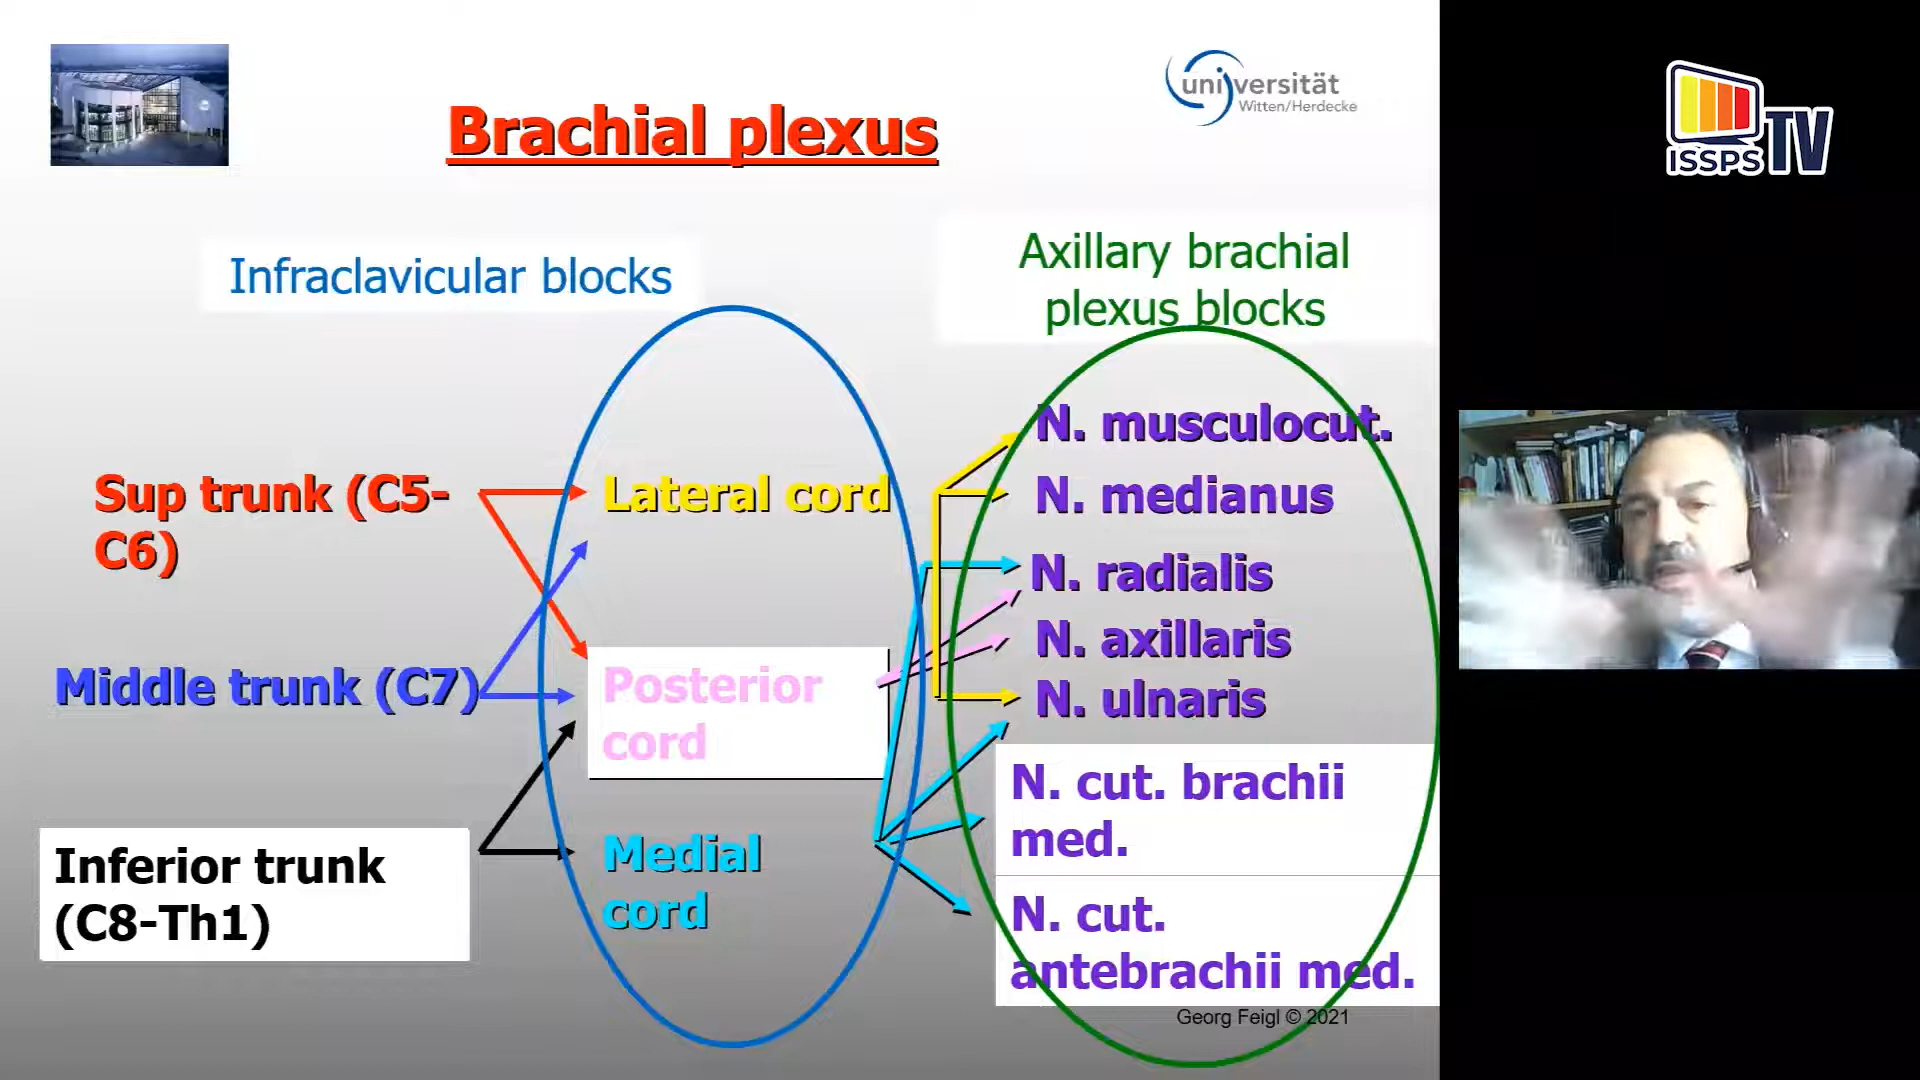 Brachial plexus
universität
Witten/Herdecke
ISSPS TV
Infraclavicular blocks
Axillary brachial
plexus blocks
Sup trunk (C5-
C6)
Middle trunk (C7)
Inferior trunk
(C8-Th1)
Lateral cord
Posterior
cord
Medial
cord
N. musculocut.
N. medianus
N. radialis
N. axillaris
N. ulnaris
N. cut. brachii
med.
N. cut.
antebrachii med.
Georg Feigl © 2021